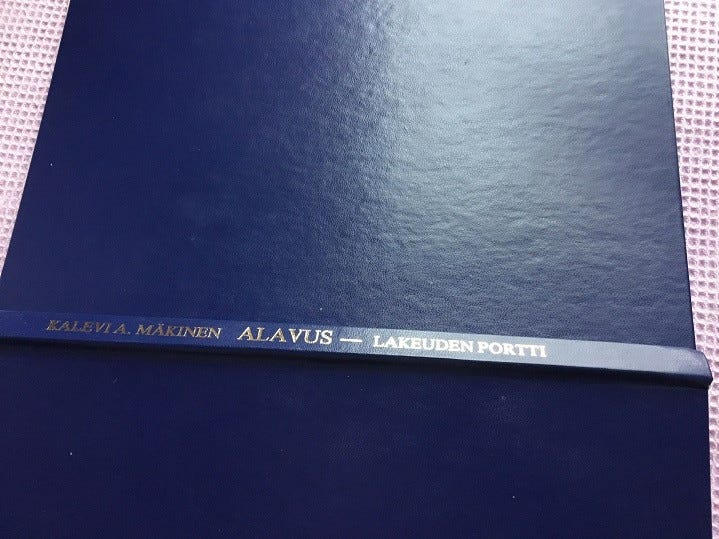 KALEVI A. MÄKINEN ALAVUS — LAKEUDEN PORTTI